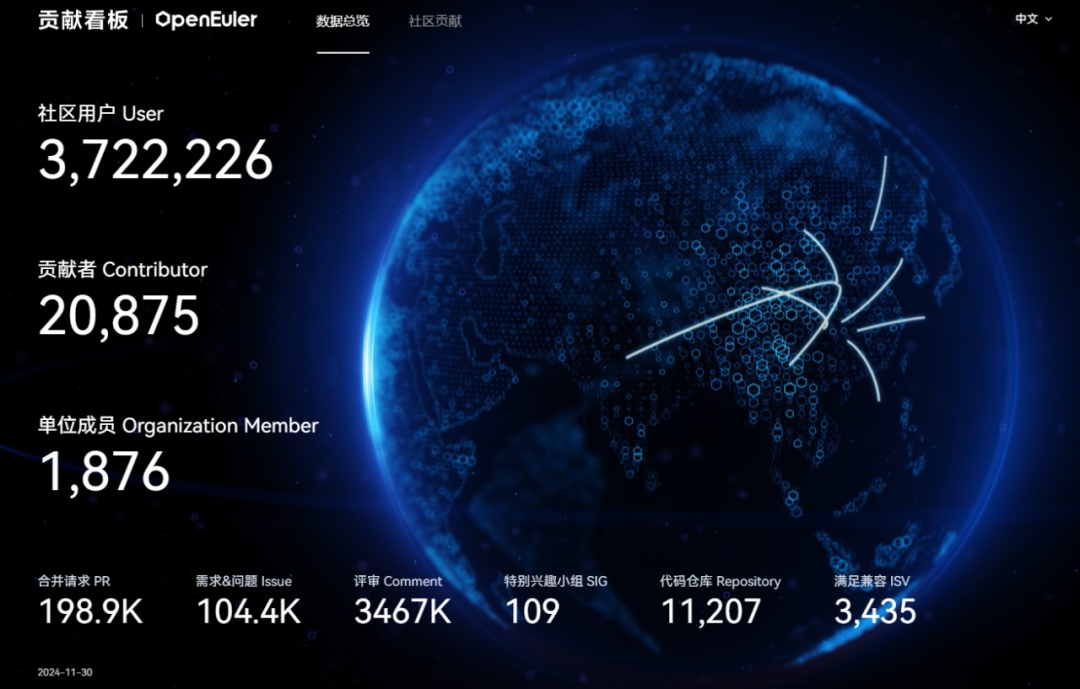 贡献看板 | OpenEuler 数据总览 社区贡献 中文
社区用户 User
3,722,226
贡献者 Contributor
20,875
单位成员 Organization Member
1,876
合并请求 PR 需求&问题 Issue 评审 Comment 特别兴趣小组 SIG 代码仓库 Repository 满足兼容 ISV
198.9K 104.4K 3467K 109 11,207 3,435
2024-11-30